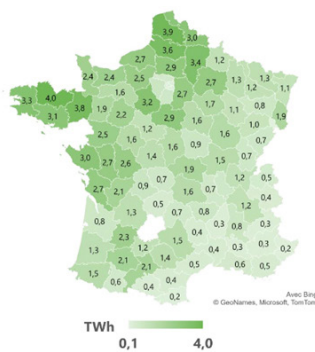 3,9
3,0
3,6
2,7 2,9 3,4 1,2
2,4 2,4 2,5 2,7 1,3 1,3
3,3 4,0 1,6 2,7 1,2 1,1
3,1 3,8 1,9 2,2 3,2 1,7 1,1 0,8
2,9 1,6 1,0 1,9
2,5 1,6 1,2 1,6 0,7
3,0 2,7 2,6 1,4 1,6 0,9 1,5 0,7
1,9
2,7 2,1 0,9 0,7 1,6 0,7 1,2 0,5
0,8 1,3 0,5 0,7 0,8 1,2 0,4
0,4 0,3 0,8 0,3
1,3 2,3 1,2 1,5 0,4 0,3 0,3 0,2
1,5 2,1 2,1 1,4 0,5 0,6 0,5
0,6 0,4 0,4
0,2
Avec Bing
© GeoNames, Microsoft, TomTom
TWh
0,1 4,0